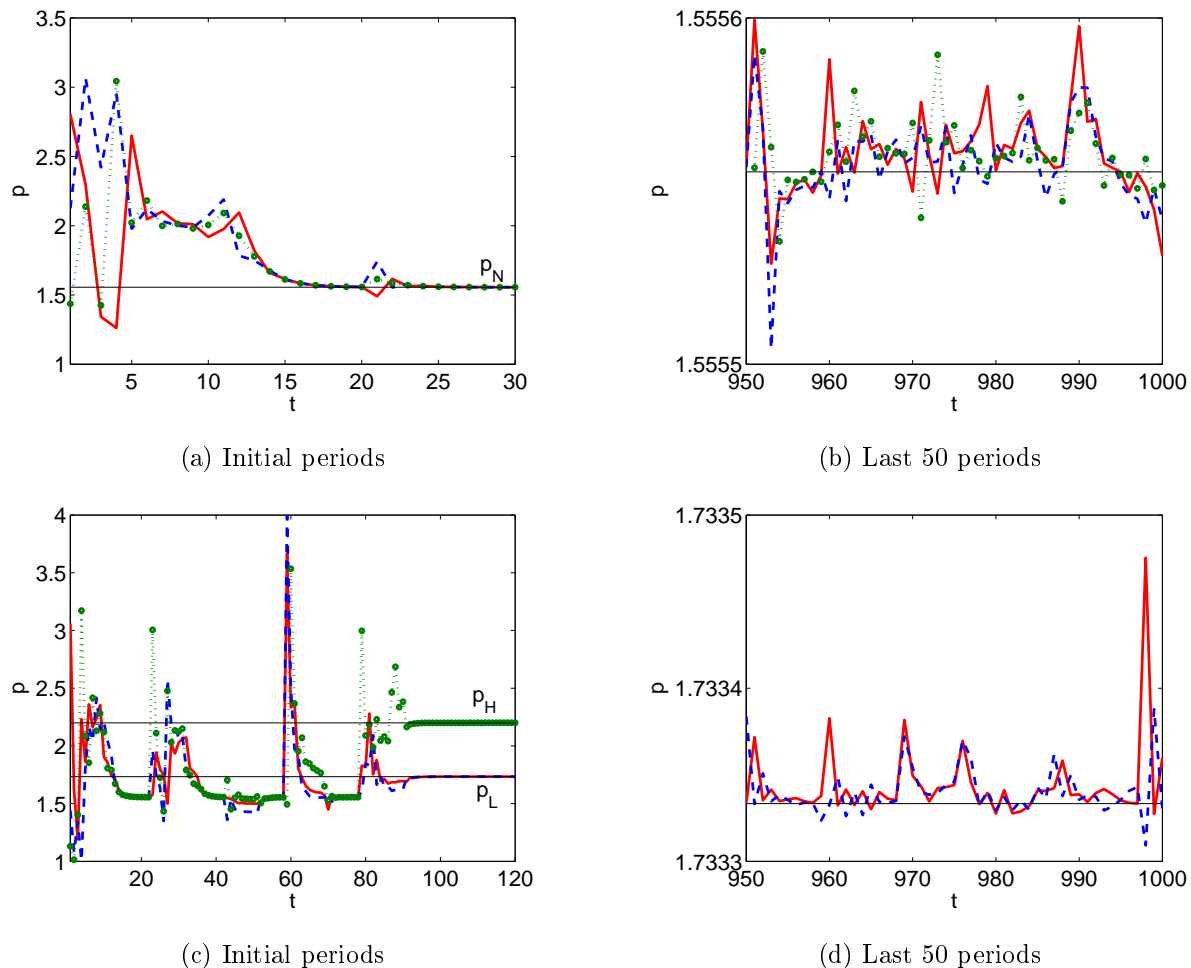 3.5
3
2.5
2
1.5
1
p
p_N
5 10 15 20 25 30
t
(a) Initial periods
1.5556
1.5555
p
950 960 970 980 990 1000
t
(b) Last 50 periods
4
3.5
3
2.5
2
1.5
1
p
p_H
p_L
20 40 60 80 100 120
t
(c) Initial periods
1.7335
1.7334
1.7333
p
950 960 970 980 990 1000
t
(d) Last 50 periods